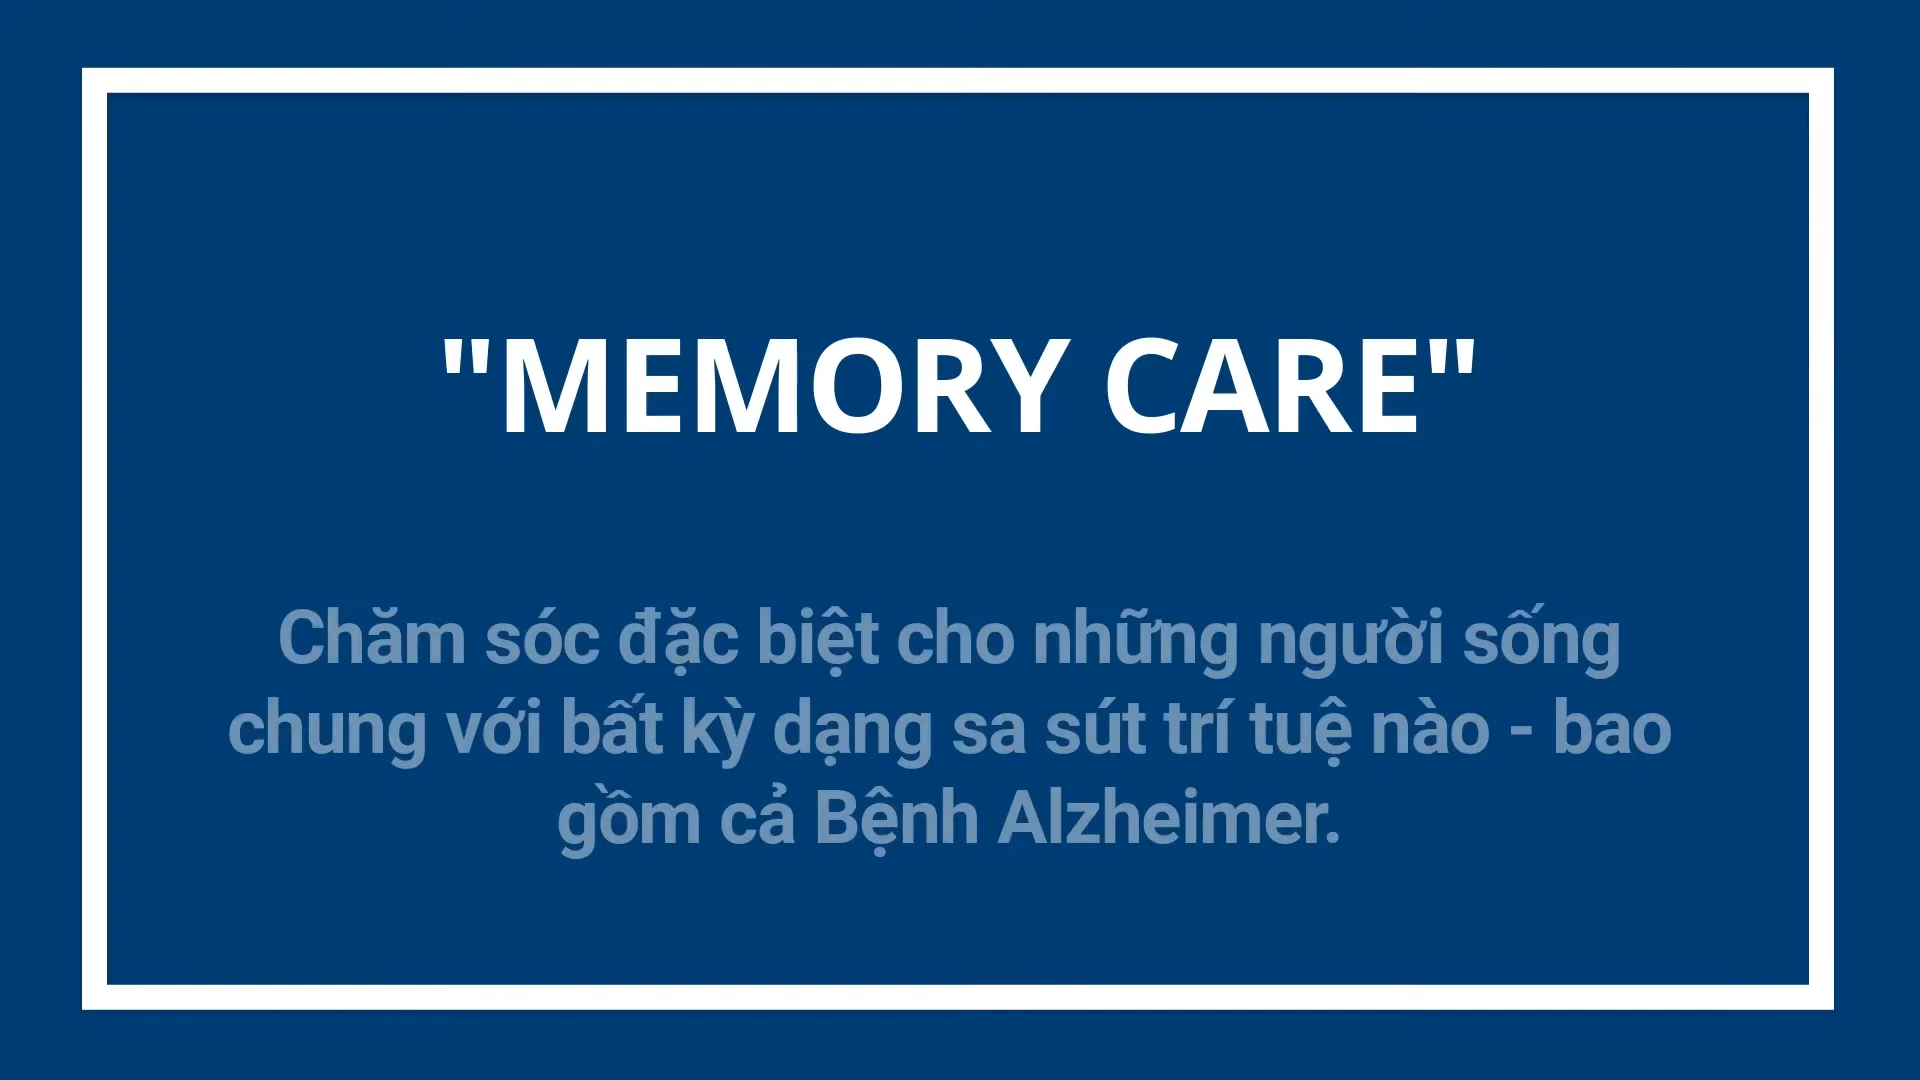 "MEMORY CARE"
Chăm sóc đặc biệt cho những người sống
chung với bất kỳ dạng sa sút trí tuệ nào - bao
gồm cả Bệnh Alzheimer.